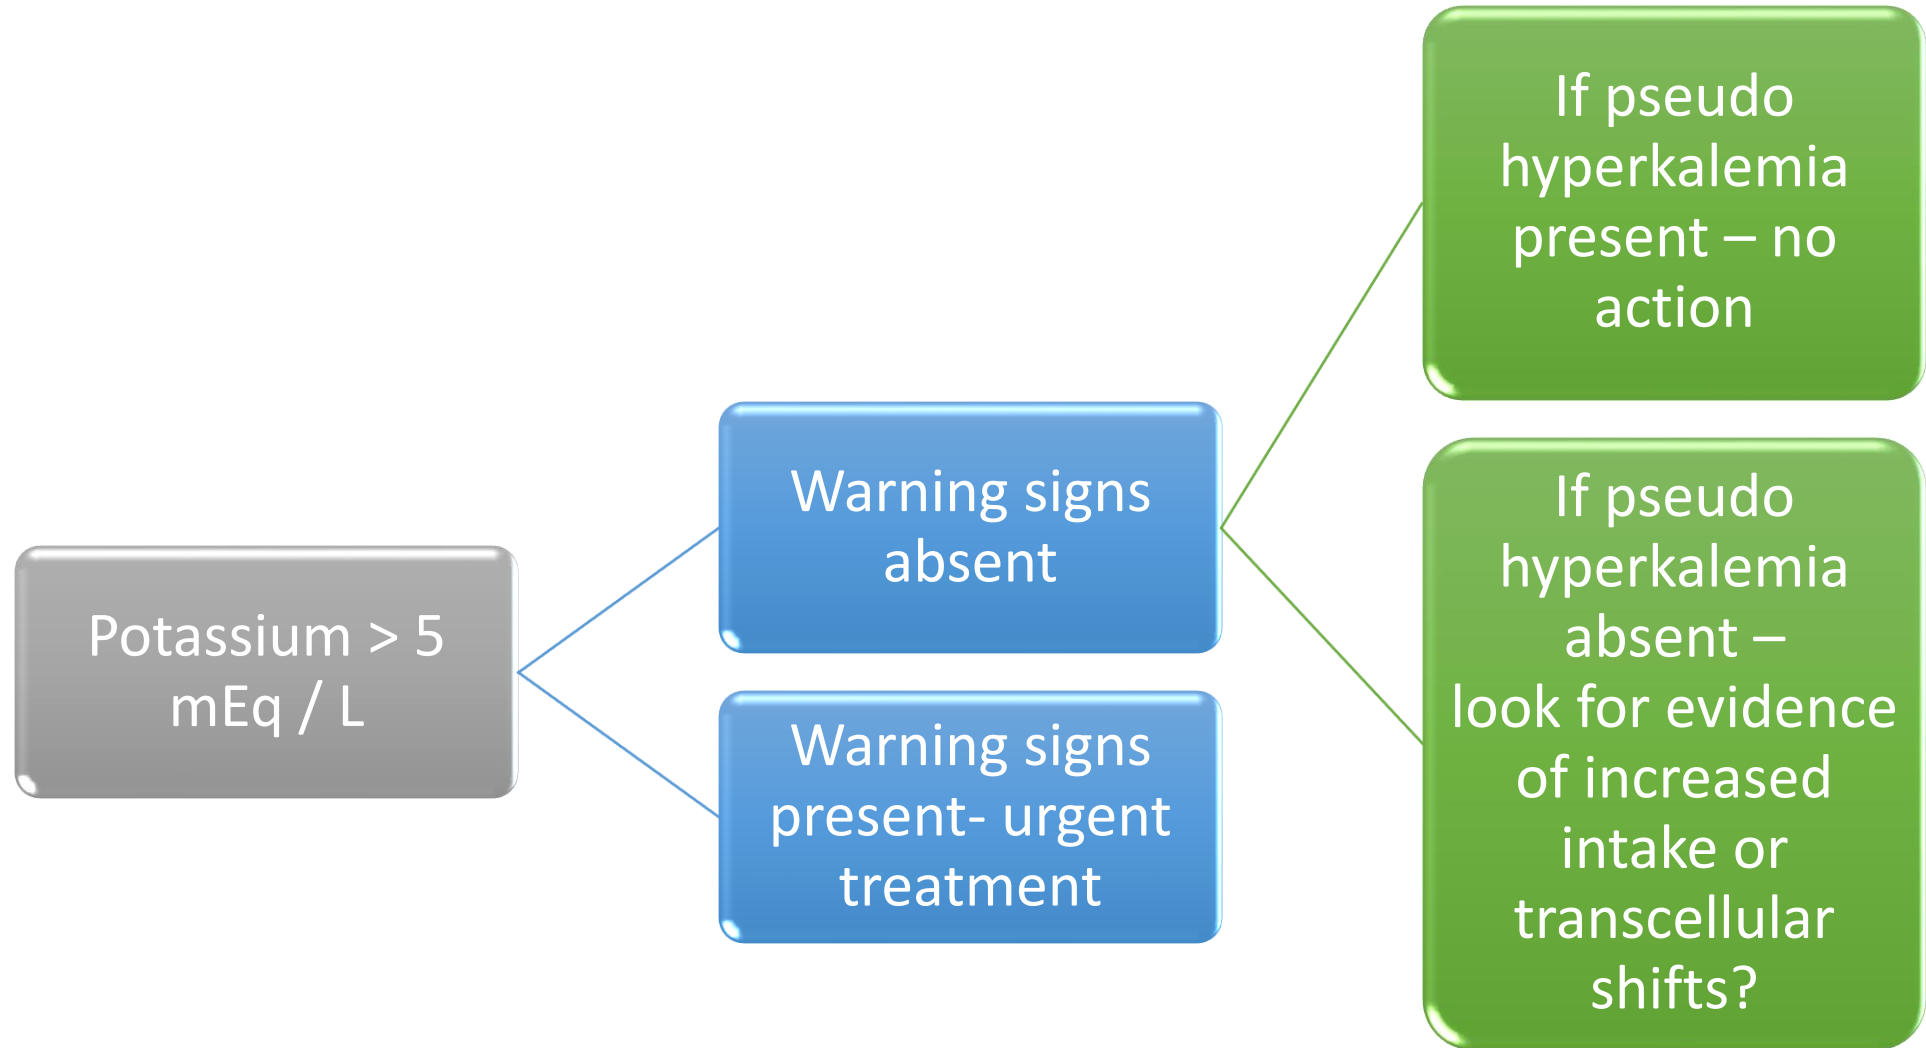 Potassium > 5
mEq / L
Warning signs
absent
Warning signs
present- urgent
treatment
If pseudo
hyperkalemia
present – no
action
If pseudo
hyperkalemia
absent –
look for evidence
of increased
intake or
transcellular
shifts?